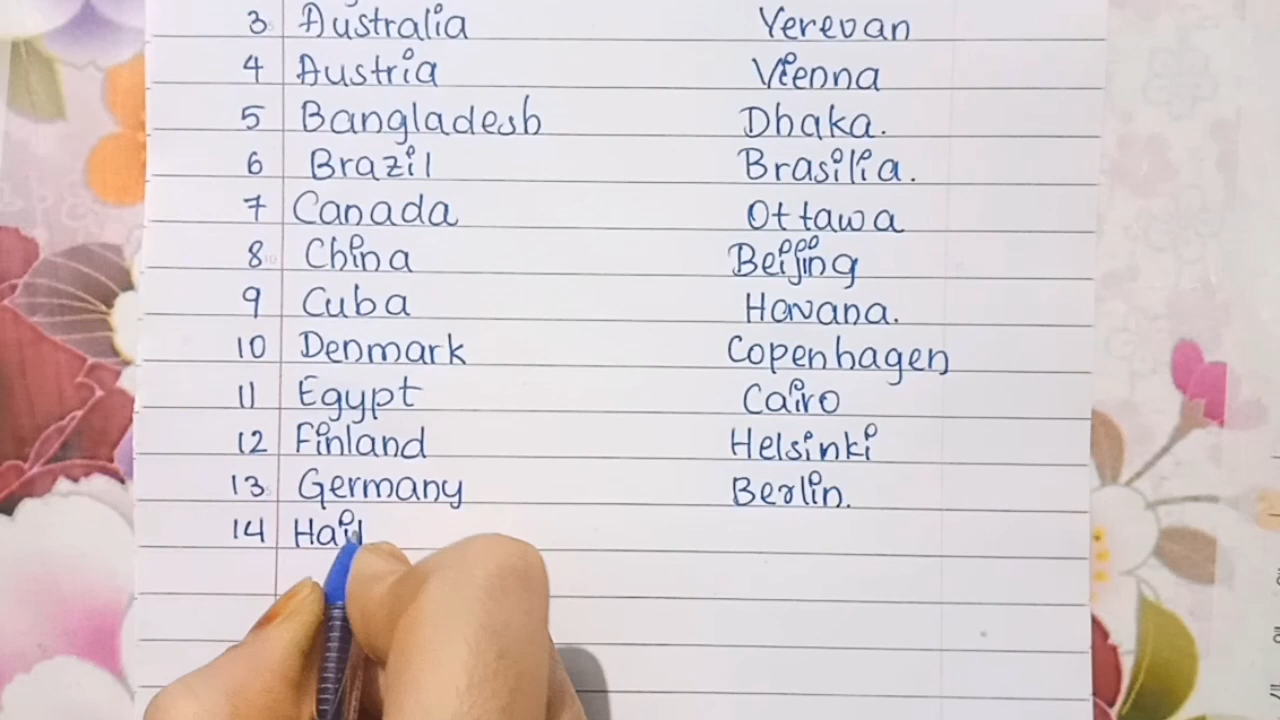 3 Australia Yerevan
4 Austria Vienna
5 Bangladesh Dhaka.
6 Brazil Brasilia.
7 Canada Ottawa
8 China Beijing
9 Cuba Havana.
10 Denmark Copenhagen
11 Egypt Cairo
12 Finland Helsinki
13 Germany Berlin.
14